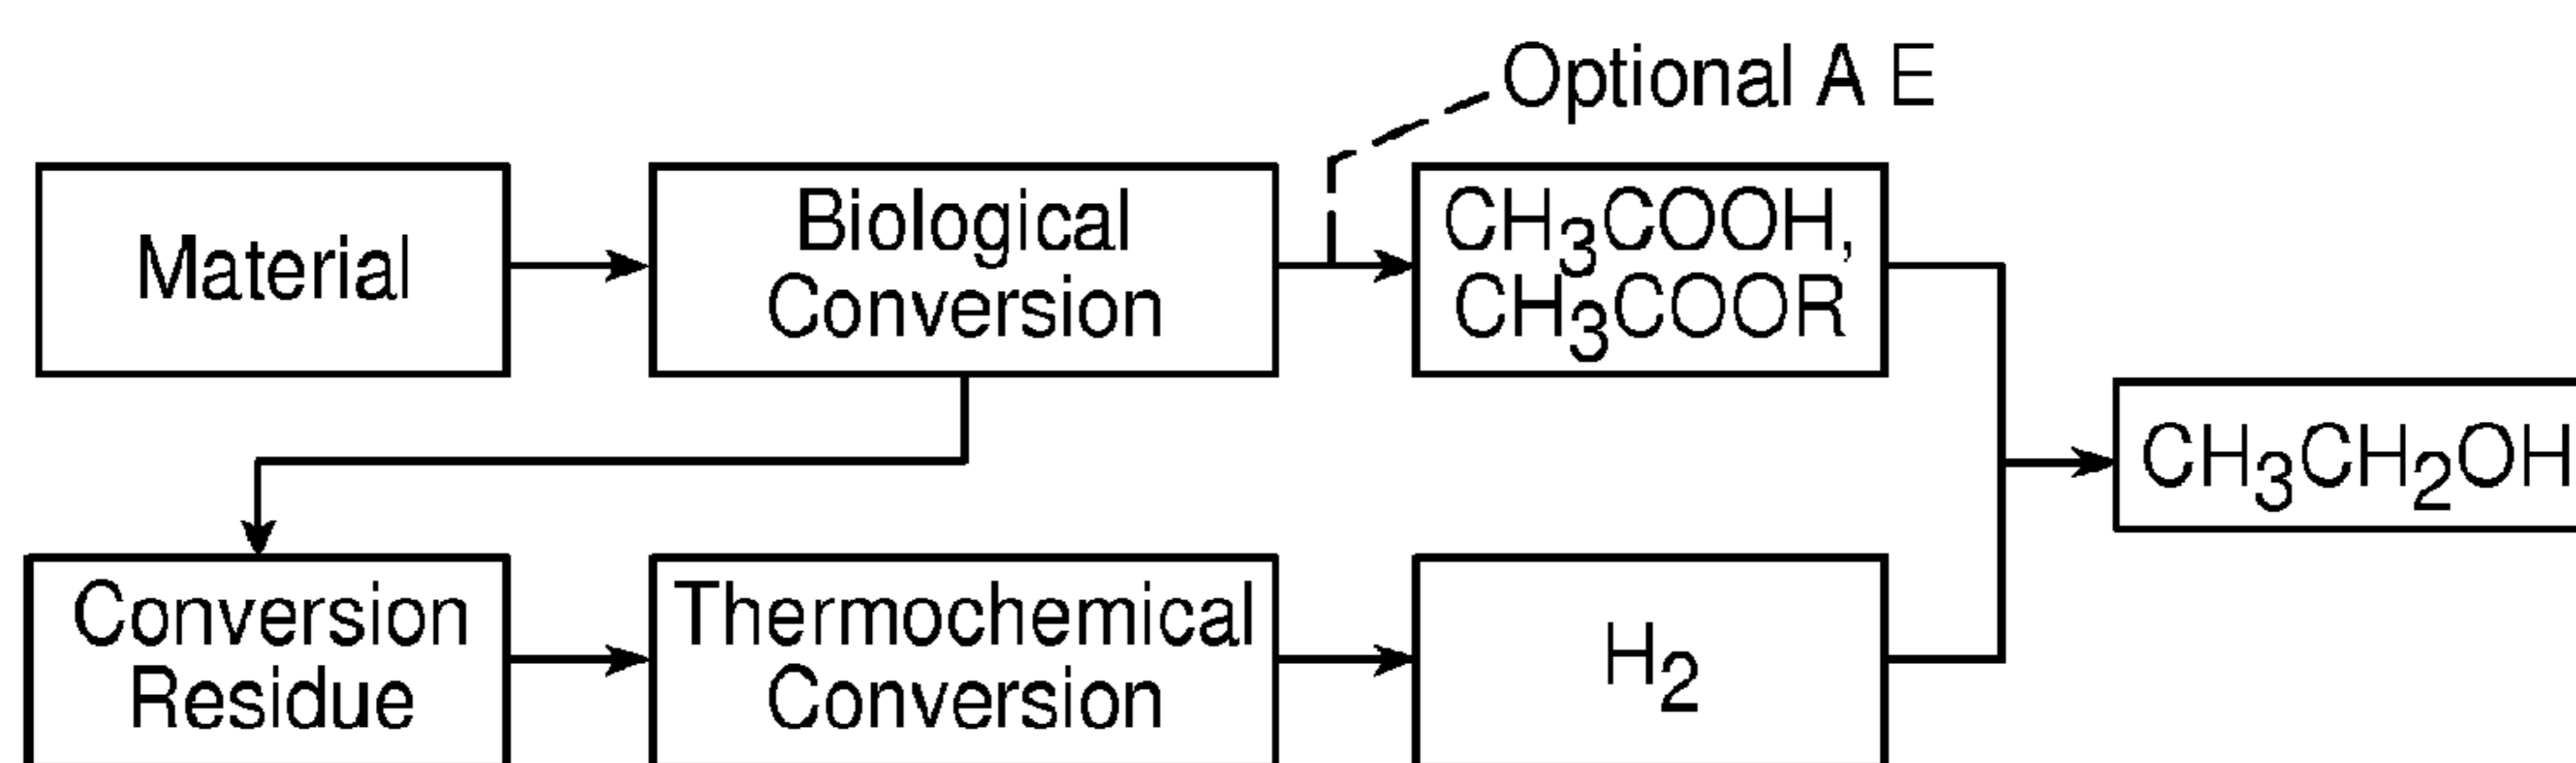 Optional A E
Material
Biological
Conversion
CH3COOH,
CH3COOR
CH3CH2OH
Conversion
Residue
Thermochemical
Conversion
H2